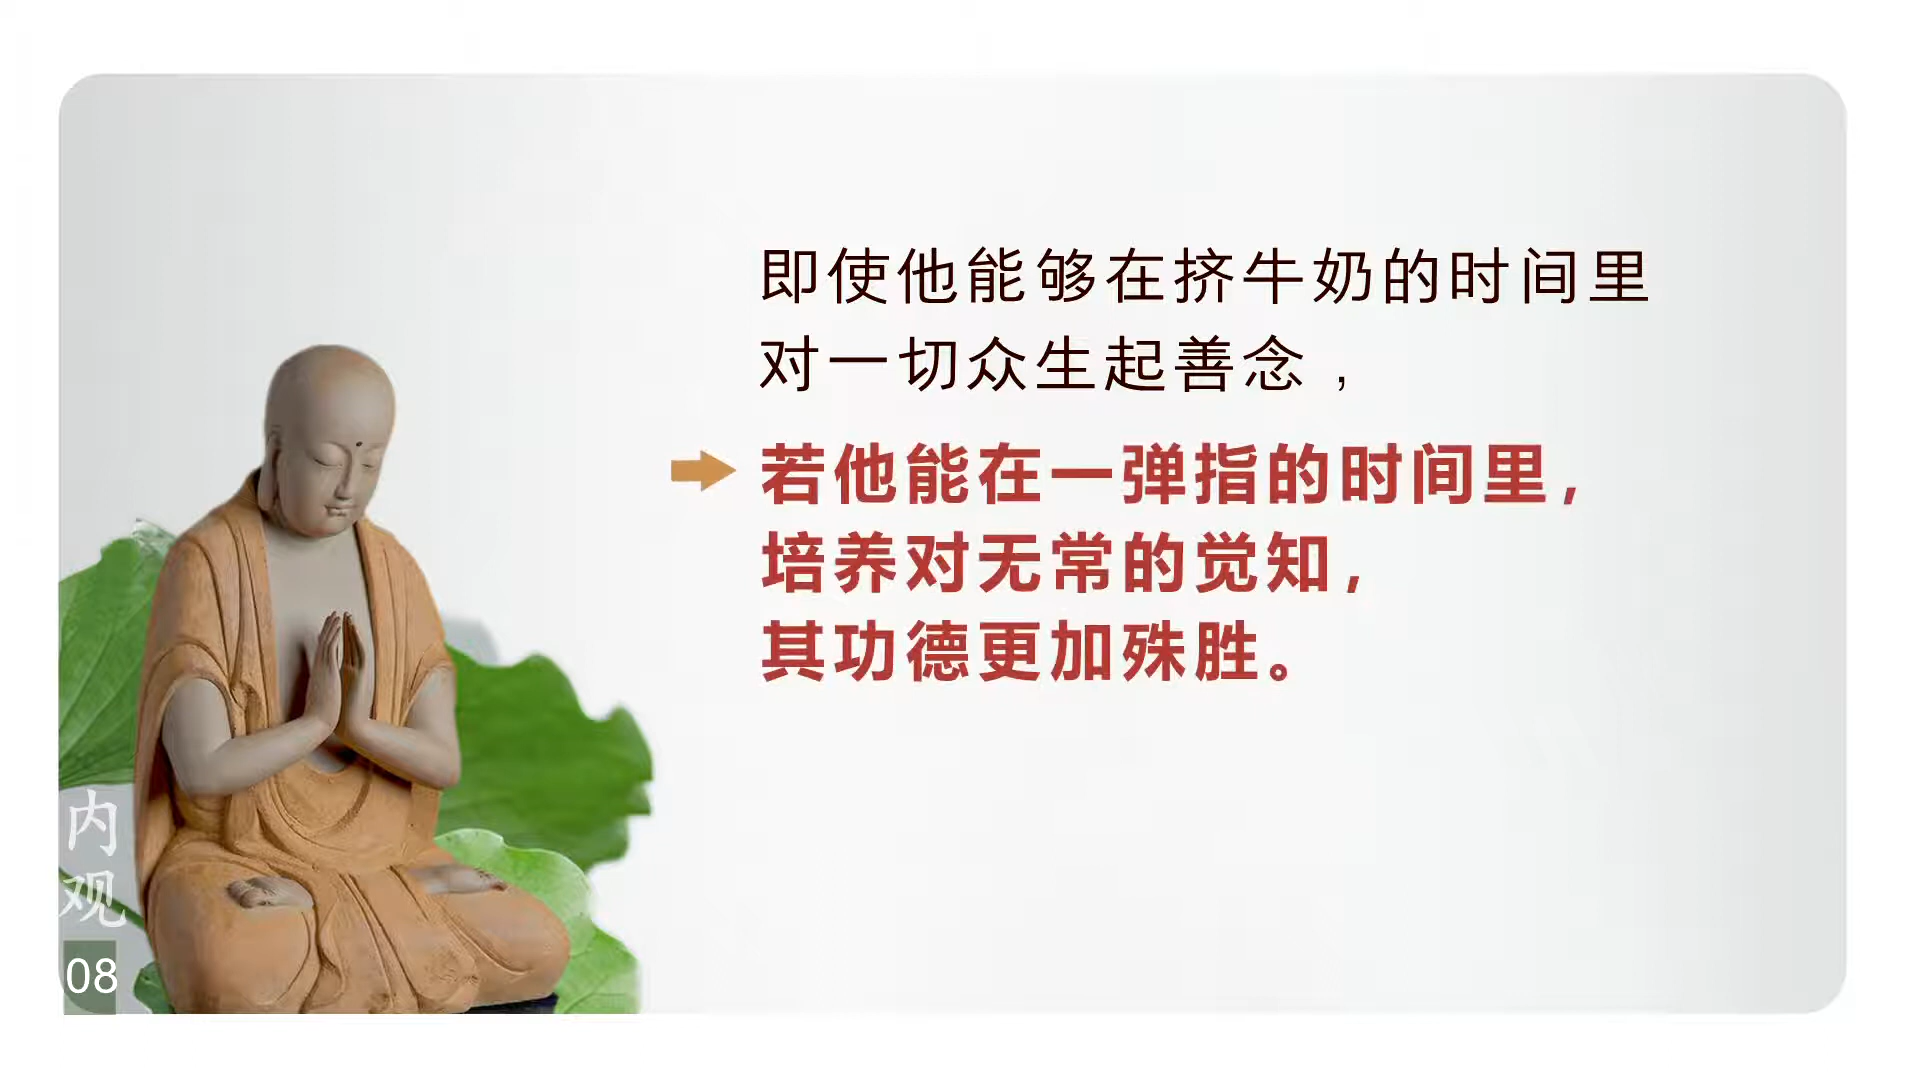 即使他能够在挤牛奶的时间里
对一切众生起善念，
若他能在一弹指的时间里，
培养对无常的觉知，
其功德更加殊胜。
内观
08